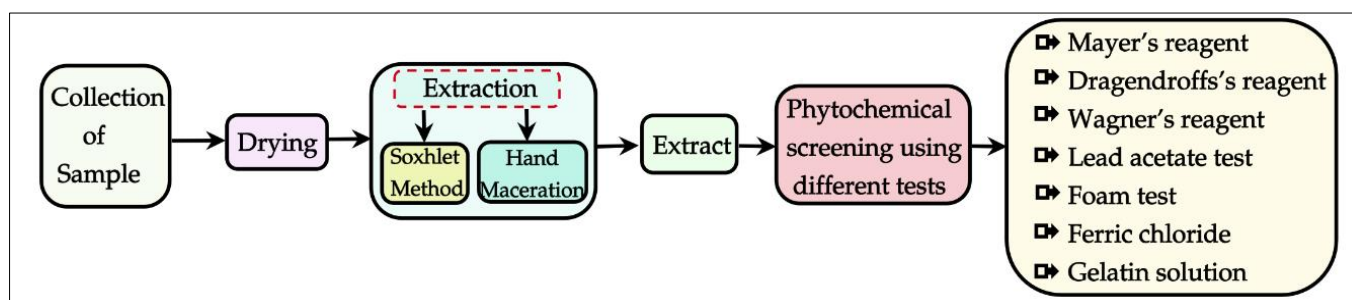 Collection
of
Sample
Drying
Extraction
Soxhlet
Method
Hand
Maceration
Extract
Phytochemical
screening using
different tests
Mayer's reagent
Dragendroffs's reagent
Wagner's reagent
Lead acetate test
Foam test
Ferric chloride
Gelatin solution